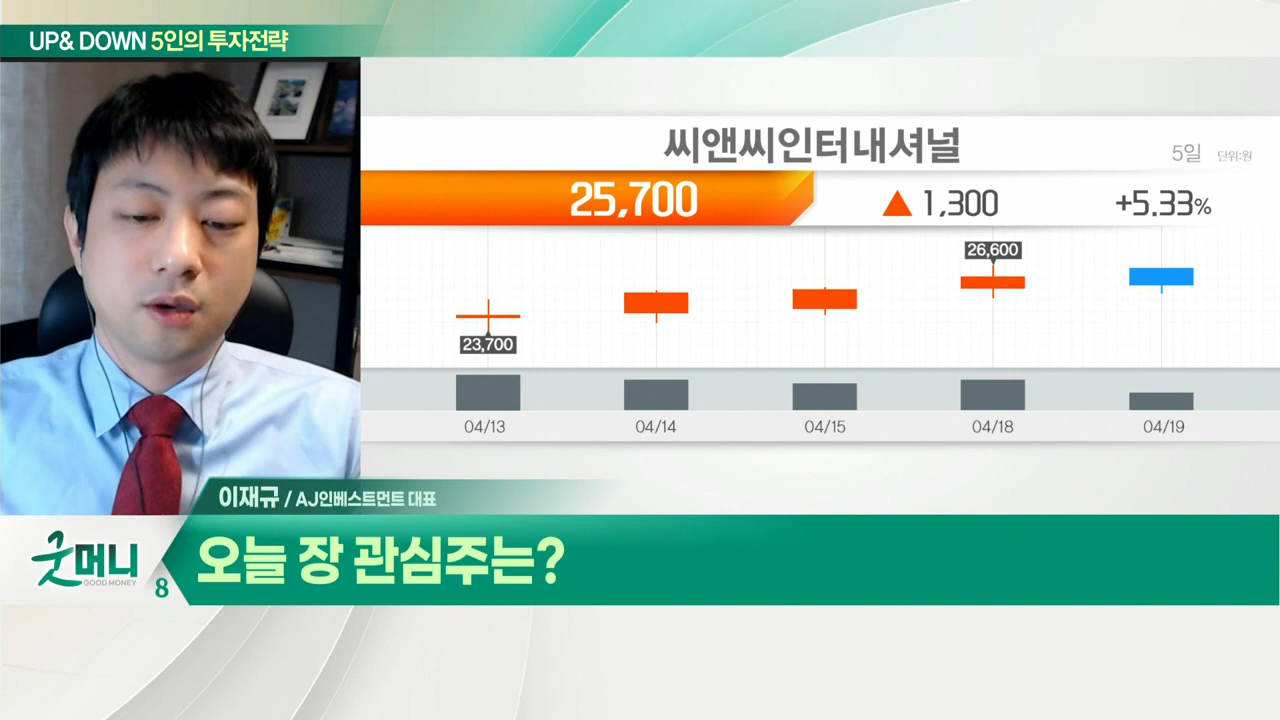 UP& DOWN 5인의 투자전략
씨앤씨인터내셔널
5일 단위:원
25,700 ▲ 1,300 +5.33%
26,600
23,700
04/13 04/14 04/15 04/18 04/19
이재규 / AJ인베스트먼트 대표
굿머니
GOOD MONEY
8
오늘 장 관심주는?